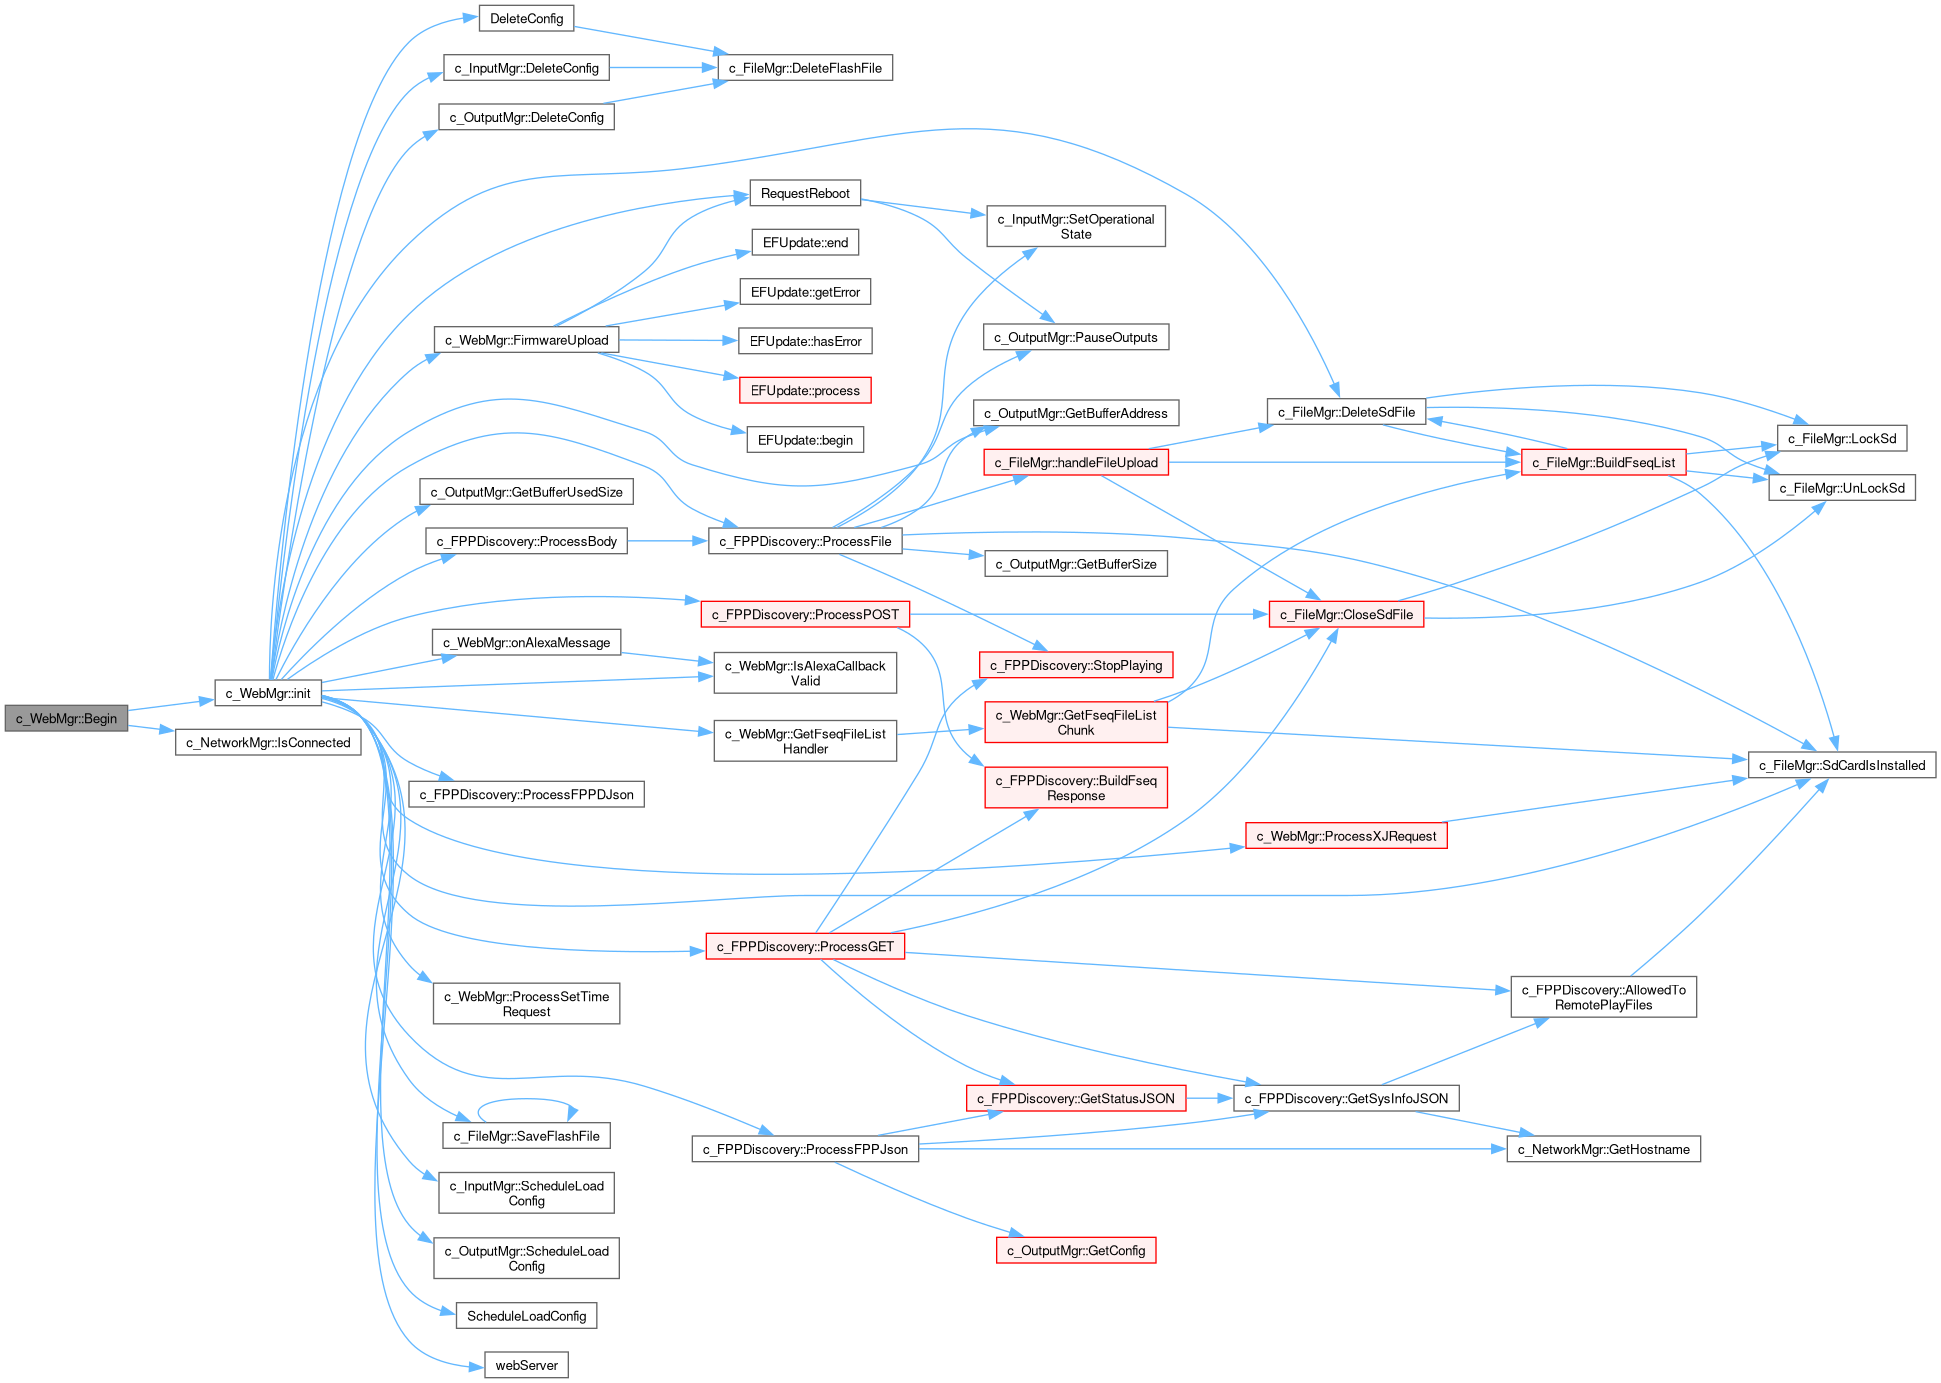 DeleteConfig
c_InputMgr::DeleteConfig
c_FileMgr::DeleteFlashFile
c_OutputMgr::DeleteConfig
RequestReboot
c_InputMgr::SetOperational
State
EFUpdate::end
EFUpdate::getError
c_WebMgr::FirmwareUpload
EFUpdate::hasError
c_OutputMgr::PauseOutputs
EFUpdate::process
EFUpdate::begin
c_OutputMgr::GetBufferAddress
c_FileMgr::DeleteSdFile
c_FileMgr::LockSd
c_FileMgr::handleFileUpload
c_FileMgr::BuildFseqList
c_FileMgr::UnLockSd
c_OutputMgr::GetBufferUsedSize
c_FPPDiscovery::ProcessBody
c_FPPDiscovery::ProcessFile
c_OutputMgr::GetBufferSize
c_FPPDiscovery::ProcessPOST
c_FileMgr::CloseSdFile
c_WebMgr::onAlexaMessage
c_WebMgr::IsAlexaCallback
Valid
c_FPPDiscovery::StopPlaying
c_WebMgr::init
c_WebMgr::Begin
c_NetworkMgr::IsConnected
c_WebMgr::GetFseqFileList
Handler
c_WebMgr::GetFseqFileList
Chunk
c_FPPDiscovery::ProcessFPPDJson
c_FPPDiscovery::BuildFseq
Response
c_FileMgr::SdCardIsInstalled
c_WebMgr::ProcessXJRequest
c_FPPDiscovery::ProcessGET
c_WebMgr::ProcessSetTime
Request
c_FPPDiscovery::AllowedTo
RemotePlayFiles
c_FPPDiscovery::GetStatusJSON
c_FPPDiscovery::GetSysInfoJSON
c_FileMgr::SaveFlashFile
c_FPPDiscovery::ProcessFPPJson
c_NetworkMgr::GetHostname
c_InputMgr::ScheduleLoad
Config
c_OutputMgr::ScheduleLoad
Config
c_OutputMgr::GetConfig
ScheduleLoadConfig
webServer